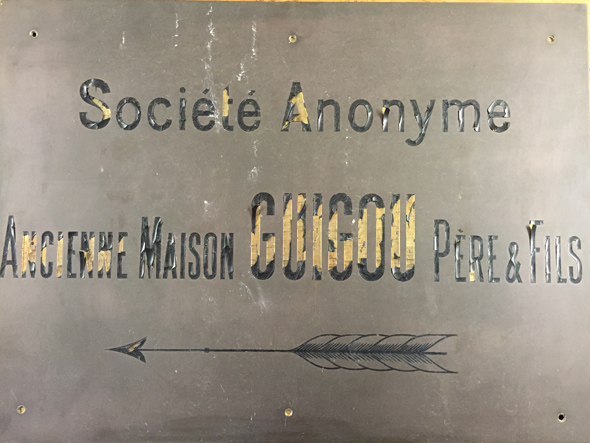 Société Anonyme
ANCIENNE MAISON GUIGOU PÈRE & FILS